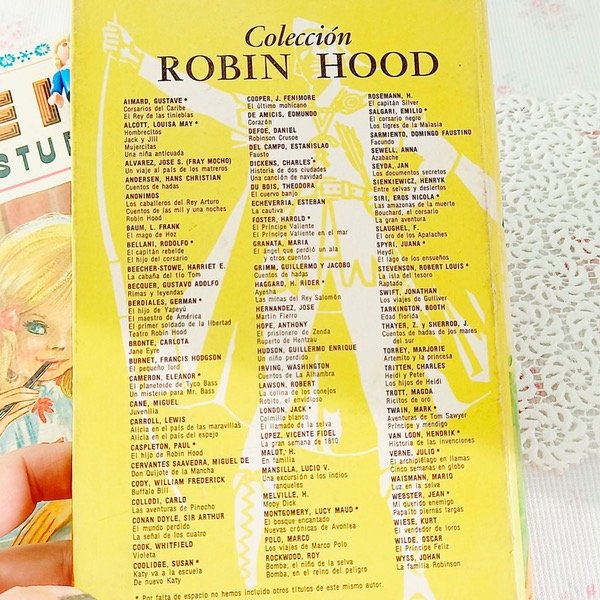 Colección
ROBIN HOOD
AIMARD, GUSTAVE *
Corsarios del Caribe
El Rey de las tinieblas
ALCOTT, LOUISA MAY *
Hombrecitos
Jack y Jill
Mujercitas
Una niña anticuada
ALVAREZ, JOSE S. (FRAY MOCHO)
Un viaje al país de los matreros
ANDERSEN, HANS CHRISTIAN
Cuentos de hadas
ANONIMOS
Los caballeros del Rey Arturo
Cuentos de las mil y una noches
Robin Hood
BAUM, L. FRANK
El mago de Hoz
BELLANI, RODOLFO *
El capitán rebelde
El hijo del corsario
BEECHER-STOWE, HARRIET E.
La cabaña del tío Tom
BECQUER, GUSTAVO ADOLFO
Rimas y leyendas
BERDIALES, GERMAN *
El hijo de Yapeyú
El maestro de América
El primer soldado de la libertad
Teatro Robin Hood
BRONTE, CARLOTA
Jane Eyre
BURNET, FRANCIS HODGSON
El pequeño lord
CAMERON, ELEANOR *
El planetoide de Tyco Bass
Un misterio para Mr. Bass
CANE, MIGUEL
Juvenilia
CARROLL, LEWIS
Alicia en el país de las maravillas
Alicia en el país del espejo
CASPLETON, PAUL *
El hijo de Robin Hood
CERVANTES SAAVEDRA, MIGUEL DE
Don Quijote de la Mancha
CODY, WILLIAM FREDERICK
Buffalo Bill
COLLODI, CARLO
Las aventuras de Pinocho
CONAN DOYLE, SIR ARTHUR
El mundo perdido
La señal de los cuatro
COOK, WHITFIELD
Violeta
COOLIDGE, SUSAN *
Katy va a la escuela
De nuevo Katy
COOPER, J. FENIMORE
El último mohicano
DE AMICIS, EDMUNDO
Corazón
DEFOE, DANIEL
Robinson Crusoe
DEL CAMPO, ESTANISLAO
Fausto
DICKENS, CHARLES *
Historia de dos ciudades
Una canción de navidad
DU BOIS, THEODORA
El cuervo banjo
ECHEVERRIA, ESTEBAN
La cautiva
FOSTER, HAROLD *
El Príncipe Valiente
El Príncipe Valiente en el mar
GRANATA, MARIA
El ángel que perdió un ala
y otros cuentos
GRIMM, GUILLERMO Y JACOBO
Cuentos de hadas
HAGGARD, H. RIDER *
Ayesha
Las minas del Rey Salomón
HERNANDEZ, JOSE
Martín Fierro
HOPE, ANTHONY
El prisionero de Zenda
Ruperto de Hentzau
HUDSON, GUILLERMO ENRIQUE
Un niño perdido
IRVING, WASHINGTON
Cuentos de La Alhambra
LAWSON, ROBERT
La colina de los conejos
Robito, el envidioso
LONDON, JACK *
Colmillo blanco
El llamado de la selva
LOPEZ, VICENTE FIDEL
La gran semana de 1810
MALOT, H.
En familia
MANSILLA, LUCIO V.
Una excursión a los indios
ranqueles
MELVILLE, H.
Moby Dick
MONTGOMERY, LUCY MAUD *
El bosque encantado
Nuevas crónicas de Avonlea
POLO, MARCO
Los viajes de Marco Polo
ROCKWOOD, ROY
Bomba, el niño de la selva
Bomba, en el reino del peligro
ROSEMANN, H.
El capitán Silver
SALGARI, EMILIO *
El corsario negro
Los tigres de la Malasia
SARMIENTO, DOMINGO FAUSTINO
Facundo
SEWELL, ANNA
Azabache
SEYDA, JAN
Los documentos secretos
SIENKIEWICZ, HENRYK
Entre selvas y desiertos
SIRI, EROS NICOLA *
Las amazonas de la muerte
Bouchard, el corsario
La gran aventura
SLAUGHEL, F.
El oro de los Apalaches
SPYRI, JUANA *
Heydi
El lago de los ensueños
STEVENSON, ROBERT LOUIS *
La isla del tesoro
Raptado
SWIFT, JONATHAN
Los viajes de Gulliver
TARKINGTON, BOOTH
Edad florida
THAYER, Z. y SHERROD, J.
Cuentos de hadas de los mares
del sur
TORREY, MARJORIE
Artemito y la princesa
TRITTEN, CHARLES
Heidi y Peter
Los hijos de Heidi
TROTT, MAGDA
Ricitos de oro
TWAIN, MARK *
Aventuras de Tom Sawyer
Príncipe y mendigo
VAN LOON, HENDRIK *
Historia de las invenciones
VERNE, JULIO *
El archipiélago en llamas
Cinco semanas en globo
WAISMANN, MARIO
Luz en la selva
WEBSTER, JEAN *
Mi querido enemigo
Papaíto piernas largas
WIESE, KURT
El vendedor de loros
WILDE, OSCAR
El Príncipe Feliz
WYSS, JOHAN
La familia Robinson
* Por falta de espacio no hemos incluido otros títulos de este mismo autor.